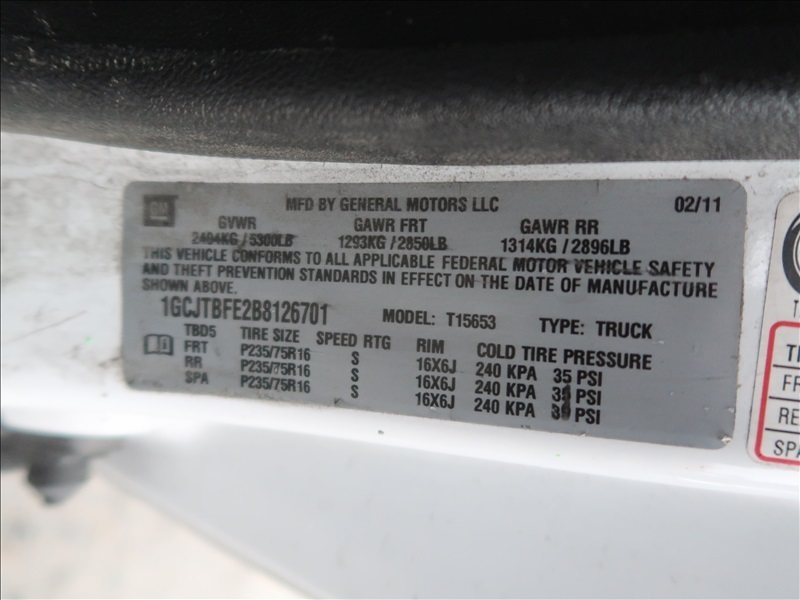 GM
MFD BY GENERAL MOTORS LLC 02/11
GVWR GAWR FRT GAWR RR
2404KG / 5300LB 1293KG / 2850LB 1314KG / 2896LB
THIS VEHICLE CONFORMS TO ALL APPLICABLE FEDERAL MOTOR VEHICLE SAFETY
AND THEFT PREVENTION STANDARDS IN EFFECT ON THE DATE OF MANUFACTURE
SHOWN ABOVE.
1GCJTBFE2B8126701 MODEL: T15653 TYPE: TRUCK
TBD5 TIRE SIZE SPEED RTG RIM COLD TIRE PRESSURE
FRT P235/75R16 S 16X6J 240 KPA 35 PSI
RR P235/75R16 S 16X6J 240 KPA PSI
SPA P235/75R16 S 16X6J 240 KPA PSI
FR
RE
SPA